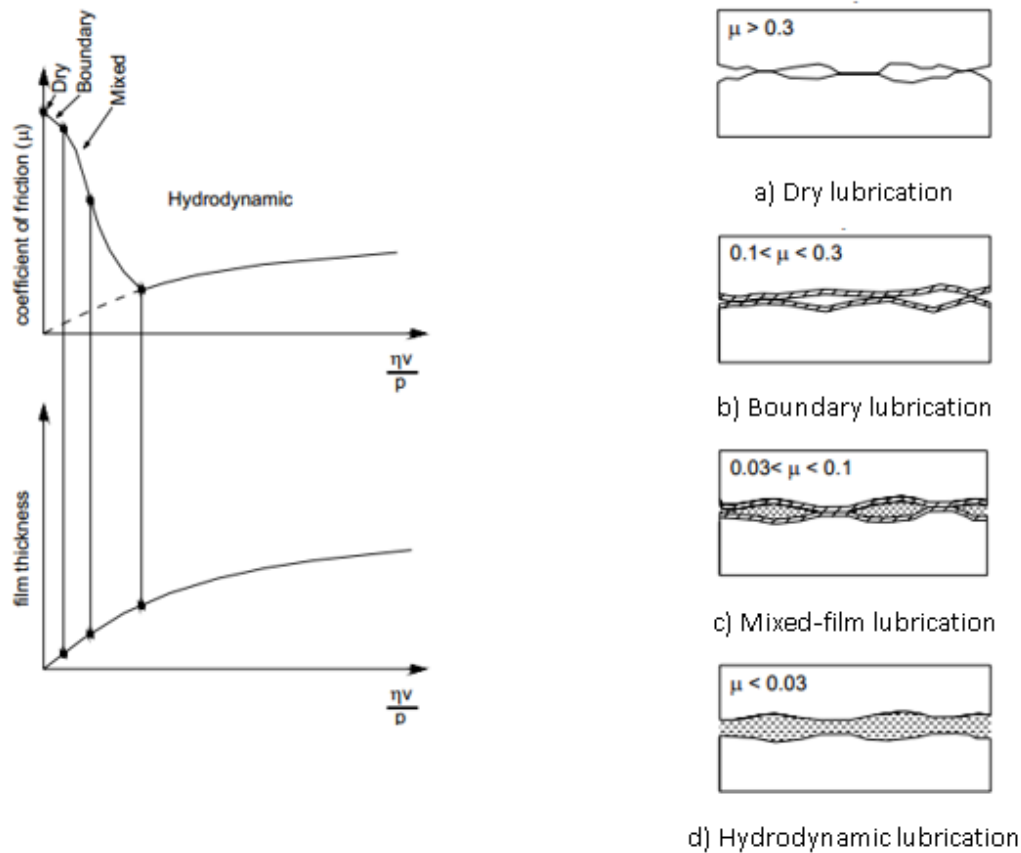 Dry
Boundary
Mixed
coefficient of friction (μ)
Hydrodynamic
ηv
p
film thickness
ηv
p
μ > 0.3
a) Dry lubrication
0.1< μ < 0.3
b) Boundary lubrication
0.03< μ < 0.1
c) Mixed-film lubrication
μ < 0.03
d) Hydrodynamic lubrication